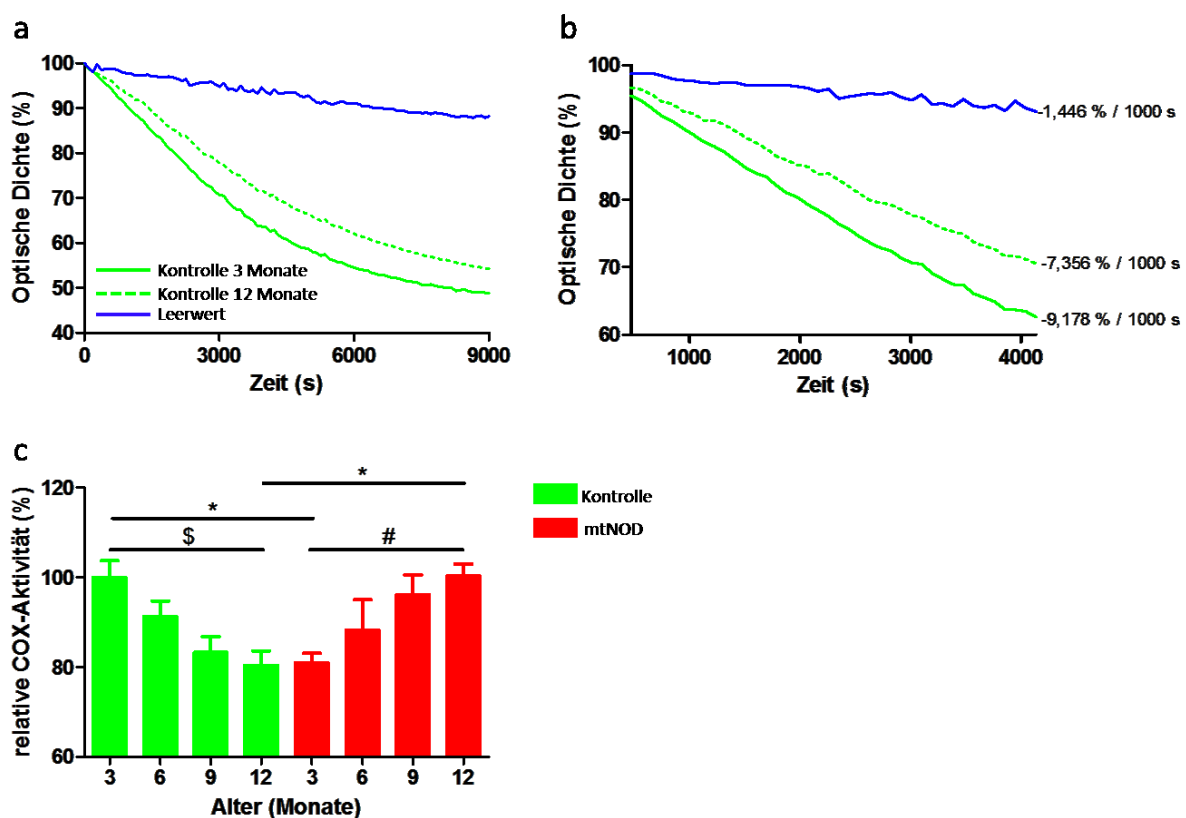 a
100
90
80
70
60
50
40
Optische Dichte (%)
Kontrolle 3 Monate
Kontrolle 12 Monate
Leerwert
0 3000 6000 9000
Zeit (s)
b
100
90
80
70
60
Optische Dichte (%)
-1,446 % / 1000 s
-7,356 % / 1000 s
-9,178 % / 1000 s
1000 2000 3000 4000
Zeit (s)
c
120
100
80
60
relative COX-Aktivität (%)
*
*
$ #
3 6 9 12 3 6 9 12
Alter (Monate)
Kontrolle
mtNOD